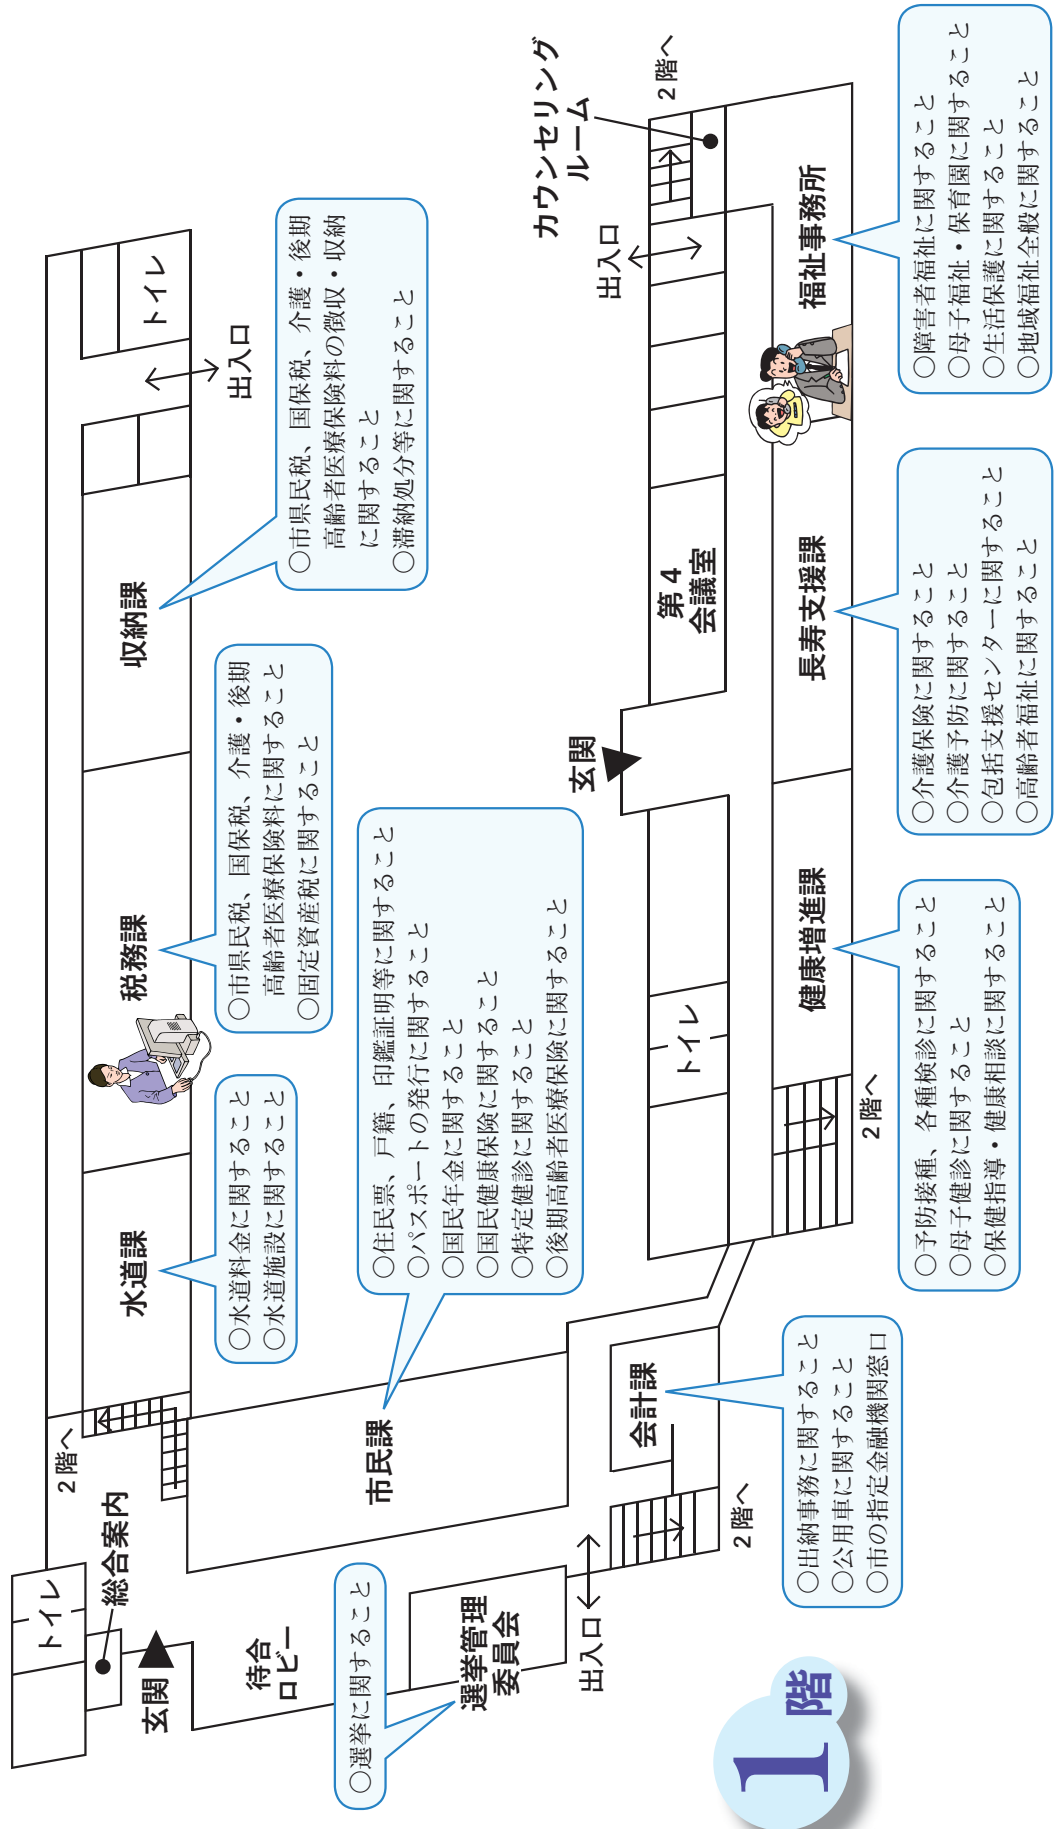 1階
トイレ
総合案内
玄関
2階へ
待合
ロビー
○選挙に関すること
選挙管理
委員会
出入口
2階へ
市民課
○住民票、戸籍、印鑑証明等に関すること
○パスポートの発行に関すること
○国民年金に関すること
○国民健康保険に関すること
○特定健診に関すること
○後期高齢者医療保険に関すること
会計課
○出納事務に関すること
○公用車に関すること
○市の指定金融機関窓口
水道課
○水道料金に関すること
○水道施設に関すること
税務課
○市県民税、国保税、介護・後期
高齢者医療保険料に関すること
○固定資産税に関すること
収納課
○市県民税、国保税、介護・後期
高齢者医療保険料の徴収・収納
に関すること
○滞納処分等に関すること
出入口
トイレ
トイレ
玄関
第4
会議室
出入口
カウンセリング
ルーム
2階へ
2階へ
健康増進課
○予防接種、各種検診に関すること
○母子健診に関すること
○保健指導・健康相談に関すること
長寿支援課
○介護保険に関すること
○介護予防に関すること
○包括支援センターに関すること
○高齢者福祉に関すること
福祉事務所
○障害者福祉に関すること
○母子福祉・保育園に関すること
○生活保護に関すること
○地域福祉全般に関すること